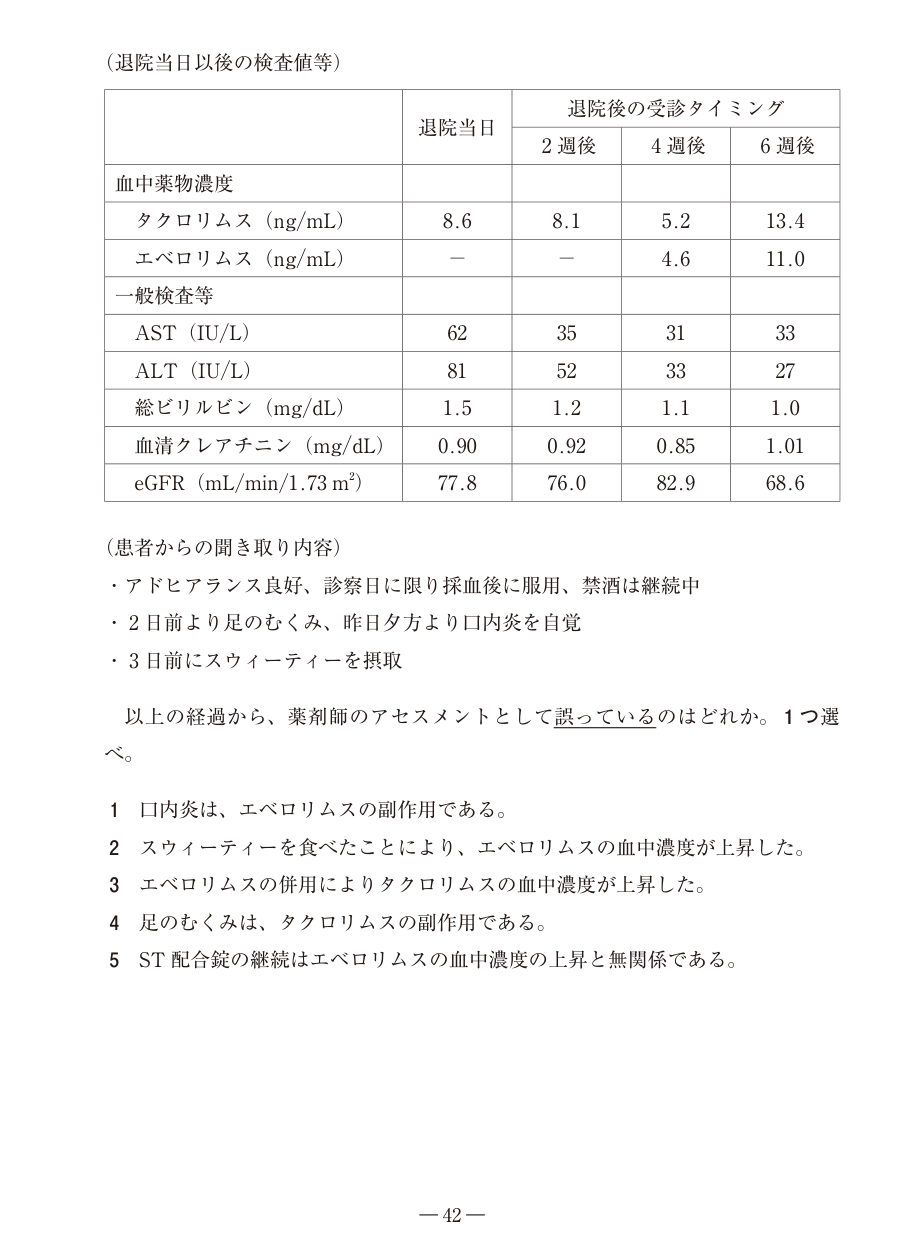 （退院当日以後の検査値等）
退院当日 退院後の受診タイミング
2 週後 4 週後 6 週後
血中薬物濃度
タクロリムス（ng/mL） 8.6 8.1 5.2 13.4
エベロリムス（ng/mL） － － 4.6 11.0
一般検査等
AST（IU/L） 62 35 31 33
ALT（IU/L） 81 52 33 27
総ビリルビン（mg/dL） 1.5 1.2 1.1 1.0
血清クレアチニン（mg/dL） 0.90 0.92 0.85 1.01
eGFR（mL/min/1.73 m²） 77.8 76.0 82.9 68.6
（患者からの聞き取り内容）
・アドヒアランス良好、診察日に限り採血後に服用、禁酒は継続中
・２日前より足のむくみ、昨日夕方より口内炎を自覚
・３日前にスウィーティーを摂取
以上の経過から、薬剤師のアセスメントとして誤っているのはどれか。１つ選
べ。
1 口内炎は、エベロリムスの副作用である。
2 スウィーティーを食べたことにより、エベロリムスの血中濃度が上昇した。
3 エベロリムスの併用によりタクロリムスの血中濃度が上昇した。
4 足のむくみは、タクロリムスの副作用である。
5 ST 配合錠の継続はエベロリムスの血中濃度の上昇と無関係である。
— 42 —